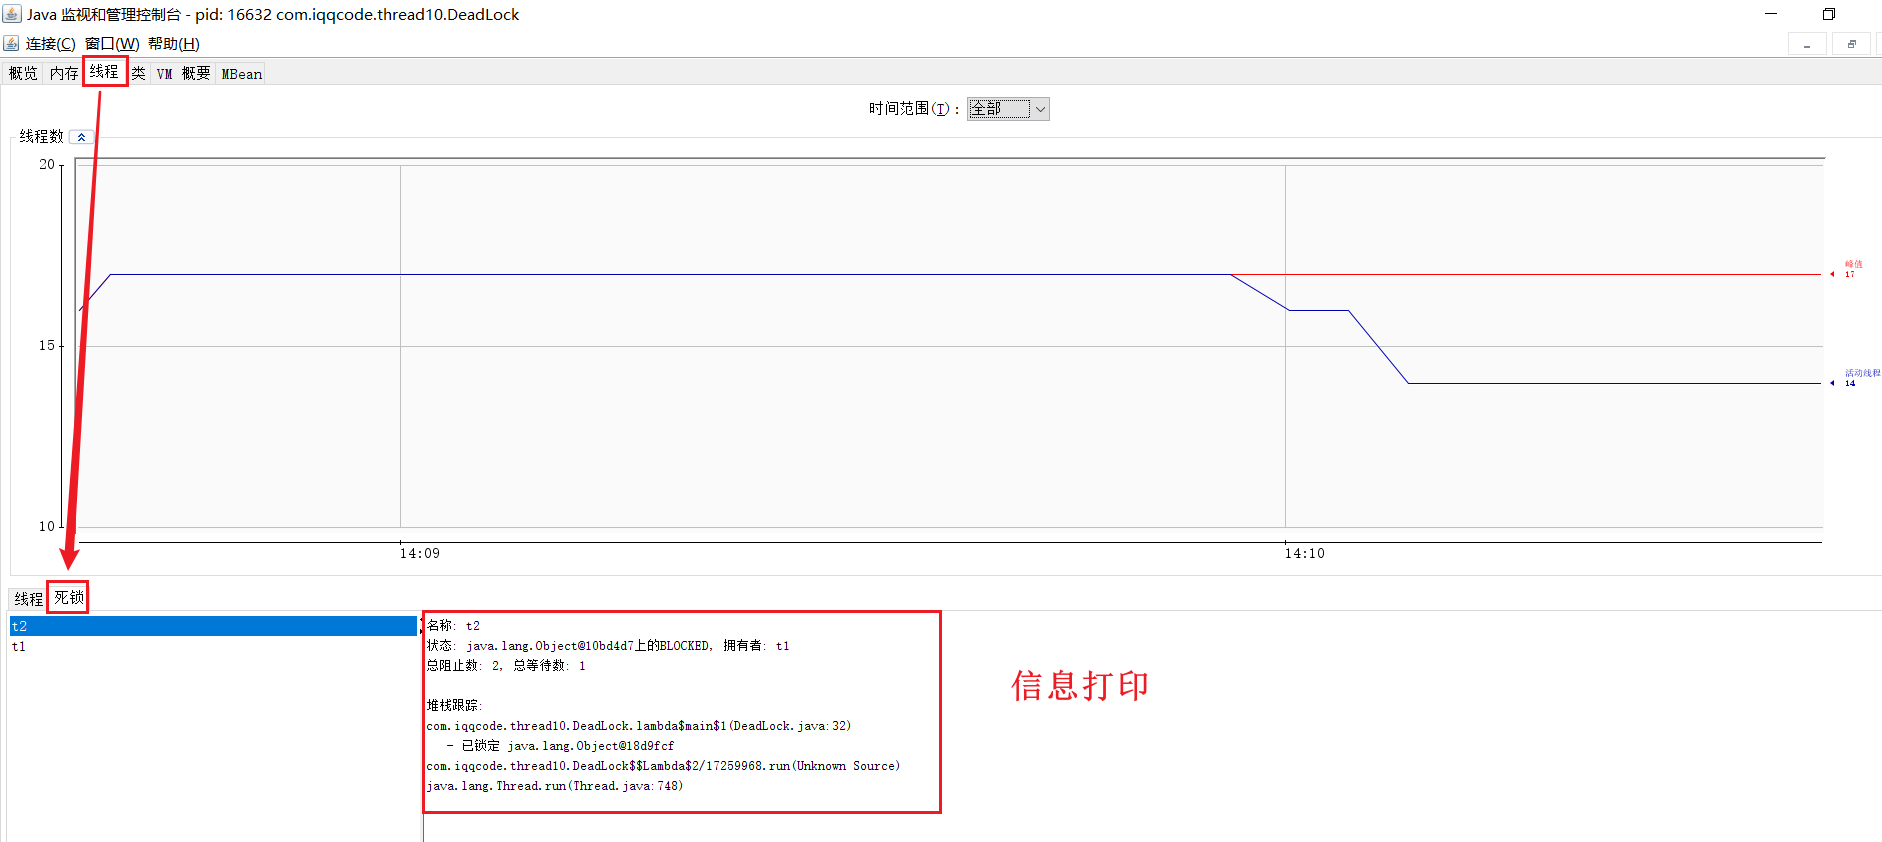 Java 监视和管理控制台 - pid: 16632 com.iqqcode.thread10.DeadLock
连接(C) 窗口(W) 帮助(H)
概览 内存 线程 类 VM 概要 MBean
时间范围(T): 全部
线程数
20
峰值
17
15
活动线程
14
10
14:09 14:10
线程 死锁
t2
t1
名称: t2
状态: java.lang.Object@10bd4d7上的BLOCKED, 拥有者: t1
总阻止数: 2, 总等待数: 1
信息打印
堆栈跟踪:
com.iqqcode.thread10.DeadLock.lambda$main$1(DeadLock.java:32)
- 已锁定 java.lang.Object@18d9fcf
com.iqqcode.thread10.DeadLock$$Lambda$2/17259968.run(Unknown Source)
java.lang.Thread.run(Thread.java:748)